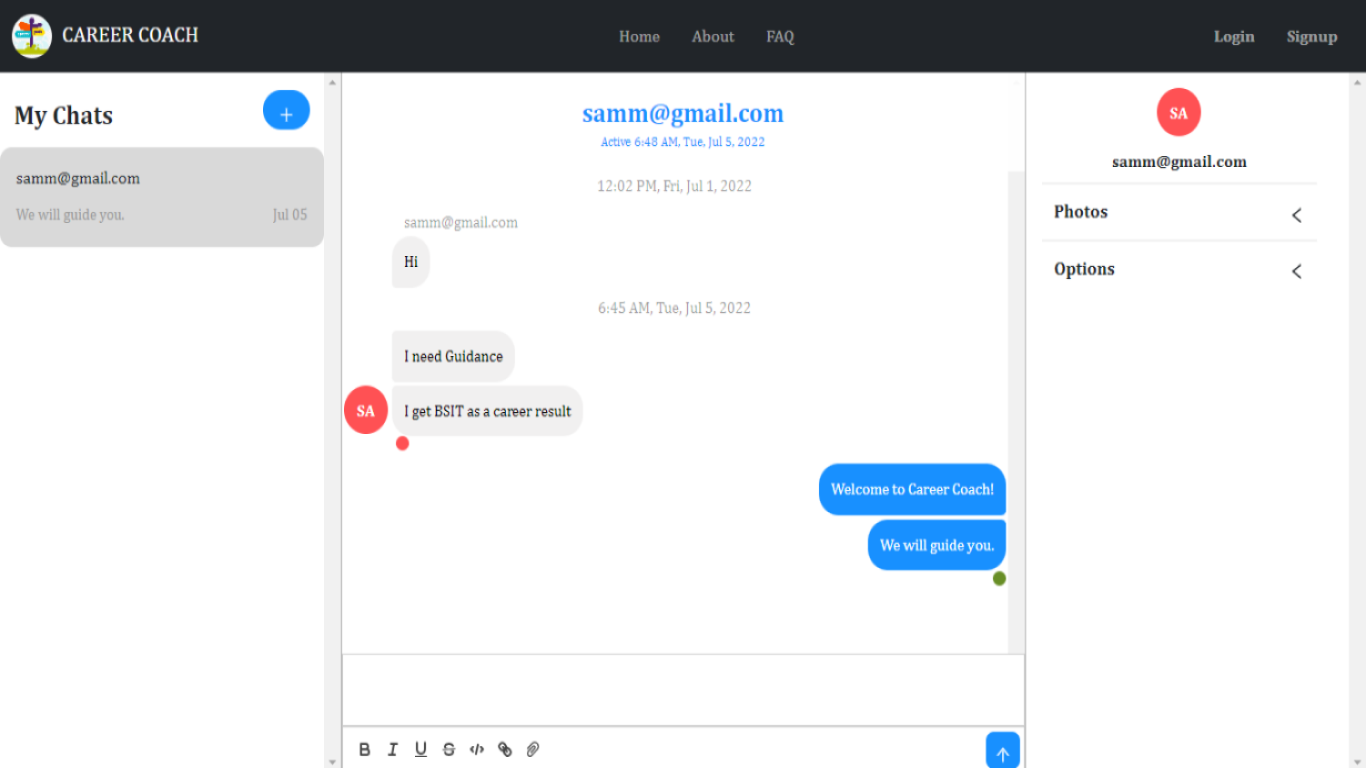 CAREER COACH
Home About FAQ
Login Signup
My Chats
+
samm@gmail.com
We will guide you. Jul 05
samm@gmail.com
Active 6:48 AM, Tue, Jul 5, 2022
12:02 PM, Fri, Jul 1, 2022
samm@gmail.com
Hi
6:45 AM, Tue, Jul 5, 2022
I need Guidance
SA
I get BSIT as a career result
Welcome to Career Coach!
We will guide you.
B I U S </>
SA
samm@gmail.com
Photos
Options